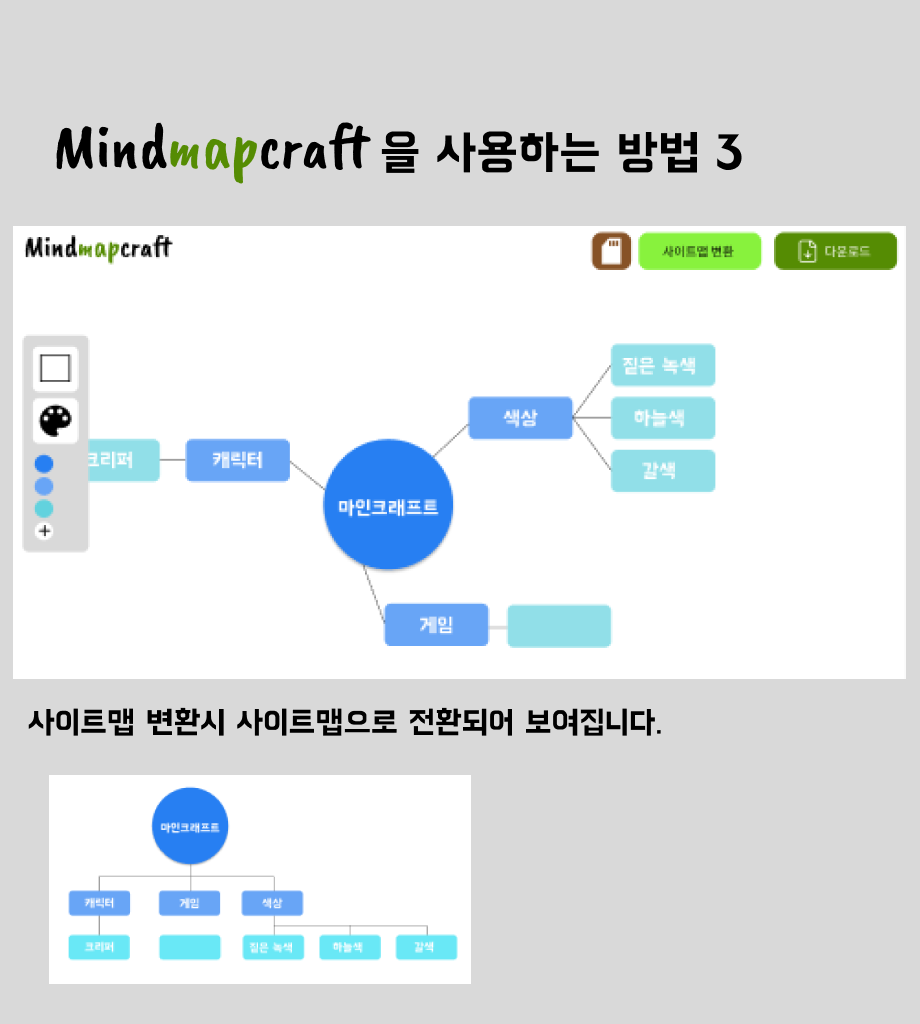 Mindmapcraft 을 사용하는 방법 3
Mindmapcraft
사이트맵 변환
다운로드
짙은 녹색
색상
하늘색
크리퍼
캐릭터
갈색
마인크래프트
게임
사이트맵 변환시 사이트맵으로 전환되어 보여집니다.
마인크래프트
캐릭터
게임
색상
크리퍼
짙은 녹색
하늘색
갈색